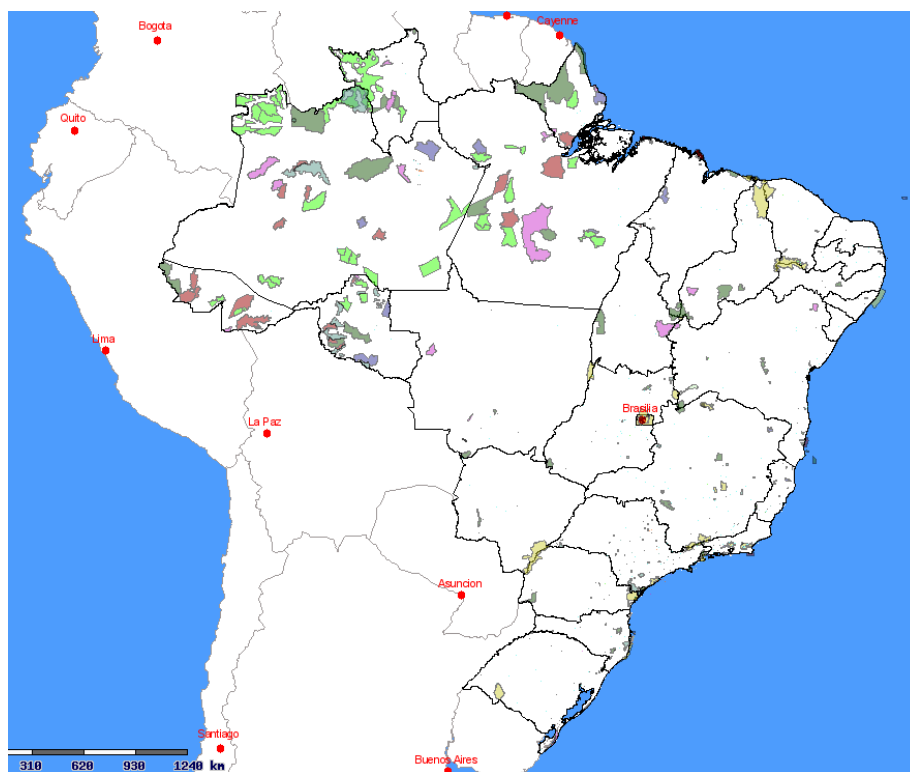 Cayenne
Bogota
Quito
Lima
Brasilia
La Paz
Asuncion
Santiago
310 620 930 1240 km
Buenos Aires